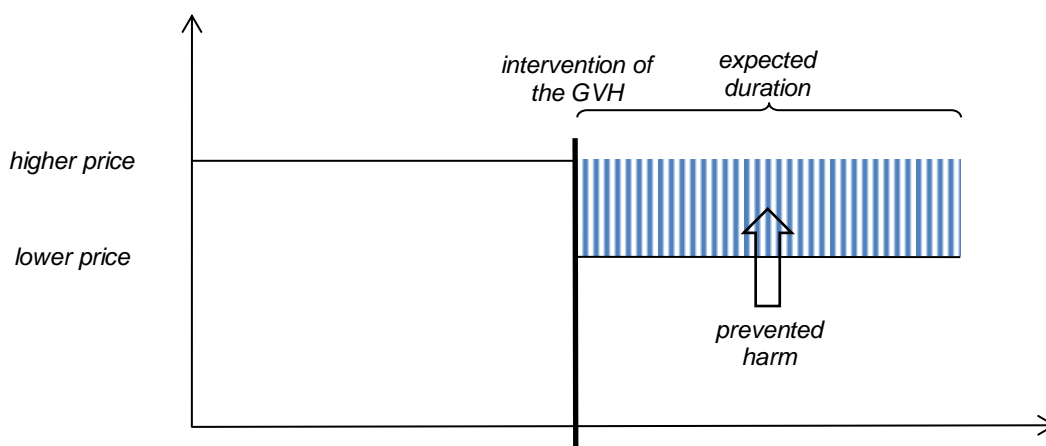 intervention of
the GVH
expected
duration
higher price
lower price
prevented
harm